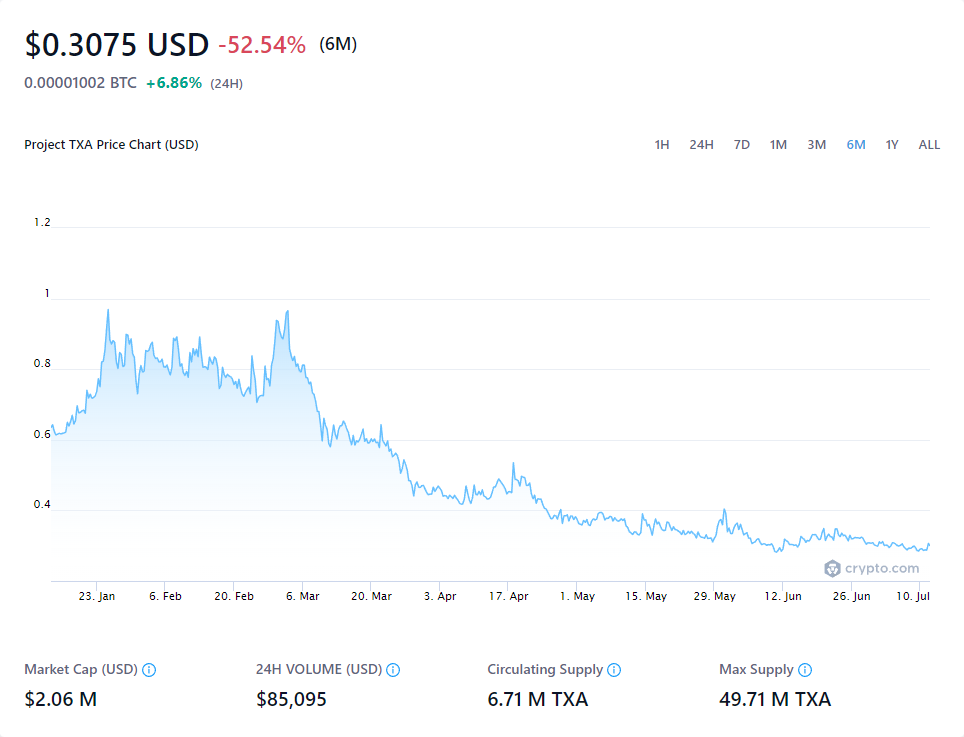 $0.3075 USD -52.54% (6M)
0.00001002 BTC +6.86% (24H)
Project TXA Price Chart (USD) 1H 24H 7D 1M 3M 6M 1Y ALL
1.2
1
0.8
0.6
0.4
crypto.com
23. Jan 6. Feb 20. Feb 6. Mar 20. Mar 3. Apr 17. Apr 1. May 15. May 29. May 12. Jun 26. Jun 10. Jul
Market Cap (USD) 24H VOLUME (USD) Circulating Supply Max Supply
$2.06 M $85,095 6.71 M TXA 49.71 M TXA